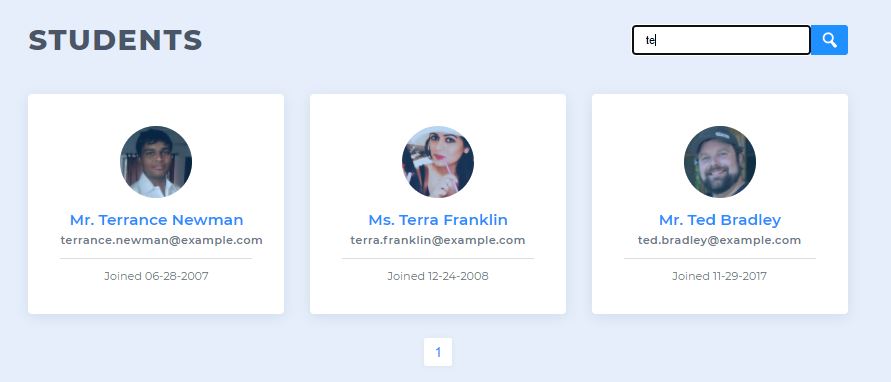 STUDENTS
te
Mr. Terrance Newman
terrance.newman@example.com
Joined 06-28-2007
Ms. Terra Franklin
terra.franklin@example.com
Joined 12-24-2008
Mr. Ted Bradley
ted.bradley@example.com
Joined 11-29-2017
1